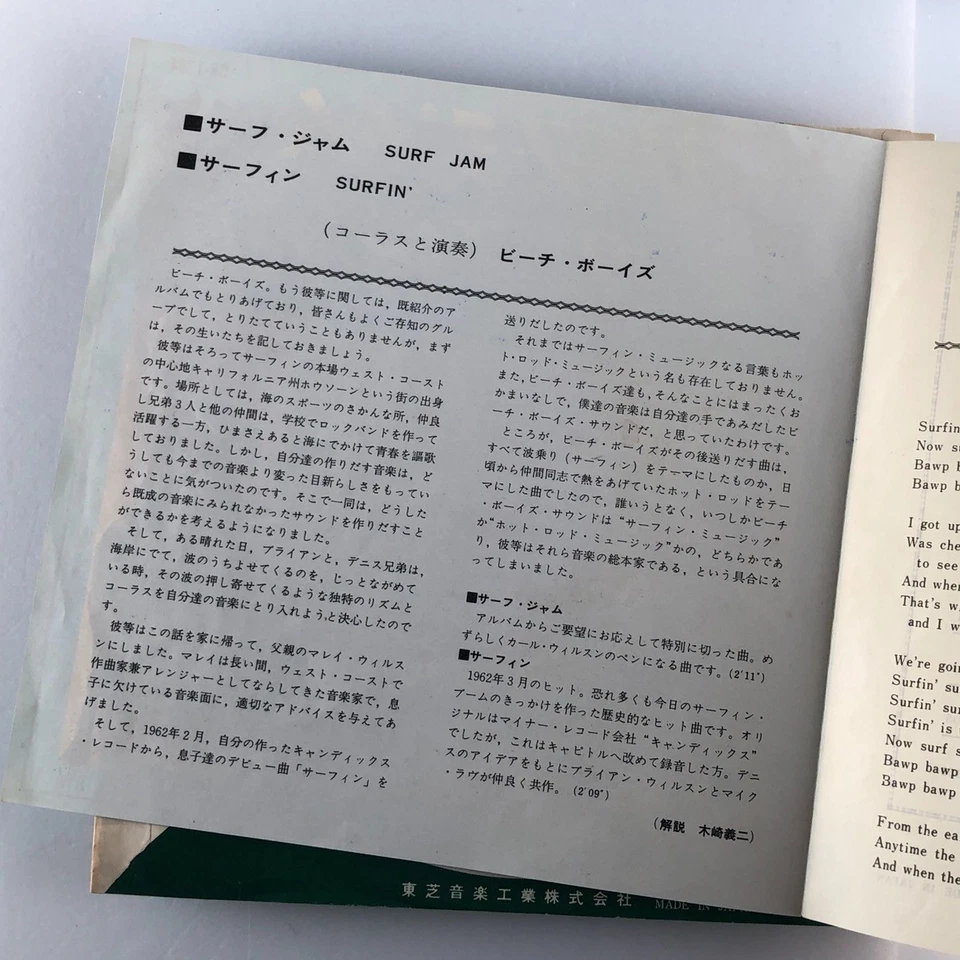 ■サーフ・ジャム SURF JAM
■サーフィン SURFIN'
(コーラスと演奏) ビーチ・ボーイズ
ビーチ・ボーイズ。もう彼等に関しては，既紹介のア
ルバムでもとりあげており，皆さんもよくご存知のグル
ープでして，とりたてていうこともありませんが，まず
は，その生いたちを記しておきましょう。
彼等はそろってサーフィンの本場ウェスト・コースト
の中心地キャリフォルニア州ホウソーンという街の出身
です。場所としては，海のスポーツのさかんな所，仲良
し兄弟3人と他の仲間は，学校でロックバンドを作って
活躍する一方，ひまさえあると海にでかけて青春を謳歌
しておりました。しかし，自分達の作りだす音楽は，ど
うしても今までの音楽より変った目新らしさをもってい
ないことに気がついたのです。そこで一同は，どうした
ら既成の音楽にみられなかったサウンドを作りだすこと
ができるかを考えるようになりました。
そして，ある晴れた日，ブライアンと，デニス兄弟は，
海岸にでて，波のうちよせてくるのを，じっとながめて
いる時，その波の押し寄せてくるような独特のリズムと
コーラスを自分達の音楽にとり入れよう，と決心したので
す。
彼等はこの話を家に帰って，父親のマレイ・ウィルス
ンにしました。マレイは長い間，ウェスト・コーストで
作曲家兼アレンジャーとしてならしてきた音楽家で，息
子に欠けている音楽面に，適切なアドバイスを与えてあ
げました。
そして，1962年2月，自分の作ったキャンディックス
・レコードから，息子達のデビュー曲「サーフィン」を
送りだしたのです。
それまではサーフィン・ミュージックなる言葉もホッ
ト・ロッド・ミュージックという名も存在しておりません。
また，ビーチ・ボーイズ達も，そんなことにはまったくお
かまいなしで，僕達の音楽は自分達の手であみだしたビ
ーチ・ボーイズ・サウンドだ，と思っていたわけです。
ところが，ビーチ・ボーイズがその後送りだす曲は，
すべて波乗り(サーフィン)をテーマにしたものか，日
頃から仲間同志で熱をあげていたホット・ロッドをテー
マにした曲でしたので，誰いうとなく，いつしかビーチ
・ボーイズ・サウンドは“サーフィン・ミュージック”
か“ホット・ロッド・ミュージック”かの，どちらかであ
り，彼等はそれら音楽の総本家である，という具合にな
ってしまいました。
■サーフ・ジャム
アルバムからご要望にお応えして特別に切った曲。め
ずらしくカール・ウィルスンのペンになる曲です。(2'11")
■サーフィン
1962年3月のヒット。恐れ多くも今日のサーフィン・
ブームのきっかけを作った歴史的なヒット曲です。オリ
ジナルはマイナー・レコード会社“キャンディックス”
でしたが，これはキャピトルへ改めて録音した方。デニ
スのアイデアをもとにブライアン・ウィルスンとマイク
・ラヴが仲良く共作。(2'09")
(解説 木崎義二)
東芝音楽工業株式会社 MADE IN
Surfin'
Now
Bawp
Bawp
I got up
Was
to see
And
That's
and I
We're
Surfin'
Surfin'
Surfin' is
Now surf
Bawp bawp
Bawp bawp
From the
Anytime the
And when